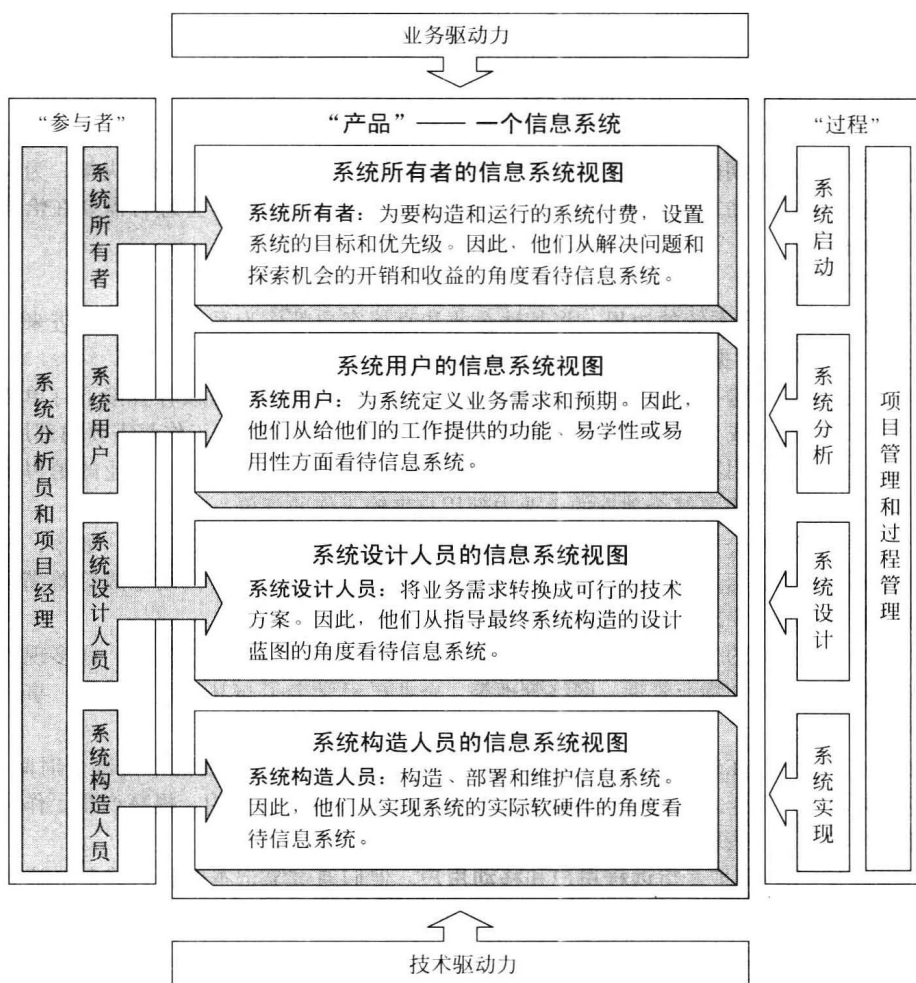 业务驱动力
“参与者”
系统分析员和项目经理
系统所有者
系统用户
系统设计人员
系统构造人员
“产品”—— 一个信息系统
系统所有者的信息系统视图
系统所有者：为要构造和运行的系统付费，设置
系统的目标和优先级。因此，他们从解决问题和
探索机会的开销和收益的角度看待信息系统。
系统用户的信息系统视图
系统用户：为系统定义业务需求和预期。因此，
他们从给他们的工作提供的功能、易学性或易
用性方面看待信息系统。
系统设计人员的信息系统视图
系统设计人员：将业务需求转换成可行的技术
方案。因此，他们从指导最终系统构造的设计
蓝图的角度看待信息系统。
系统构造人员的信息系统视图
系统构造人员：构造、部署和维护信息系统。
因此，他们从实现系统的实际软硬件的角度看
待信息系统。
“过程”
系统启动
系统分析
系统设计
系统实现
项目管理和过程管理
技术驱动力